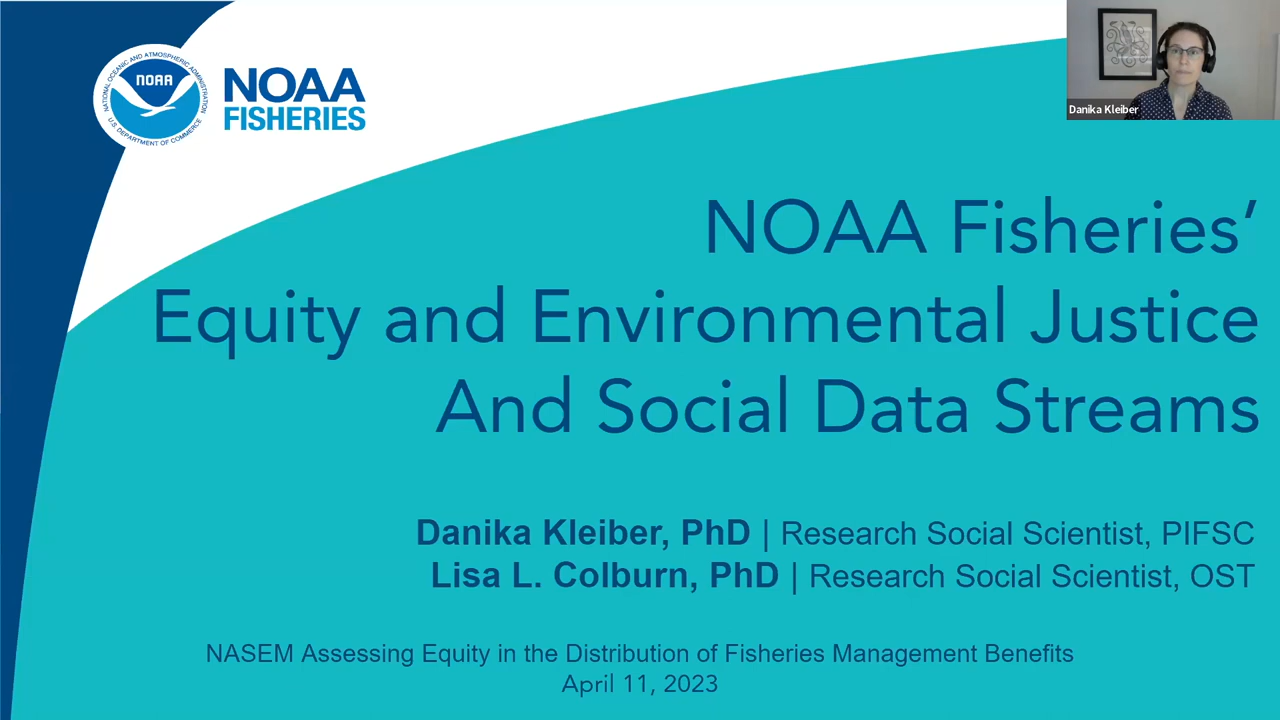 NATIONAL OCEANIC AND ATMOSPHERIC ADMINISTRATION
NOAA
U.S. DEPARTMENT OF COMMERCE
NOAA
FISHERIES
Danika Kleiber
NOAA Fisheries’
Equity and Environmental Justice
And Social Data Streams
Danika Kleiber, PhD | Research Social Scientist, PIFSC
Lisa L. Colburn, PhD | Research Social Scientist, OST
NASEM Assessing Equity in the Distribution of Fisheries Management Benefits
April 11, 2023